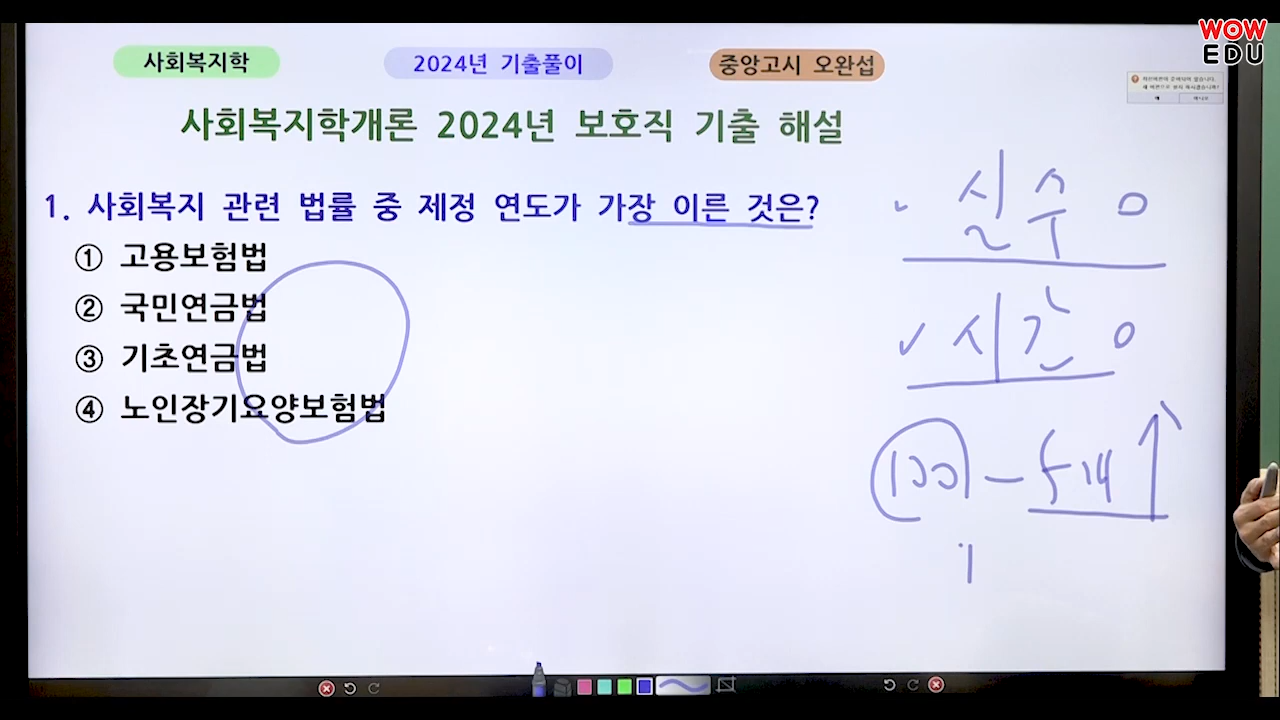 WOW
EDU
사회복지학
2024년 기출풀이
중앙고시 오완섭
사회복지학개론 2024년 보호직 기출 해설
1. 사회복지 관련 법률 중 제정 연도가 가장 이른 것은?
① 고용보험법
② 국민연금법
③ 기초연금법
④ 노인장기요양보험법
실수 0
시간 0
100 –